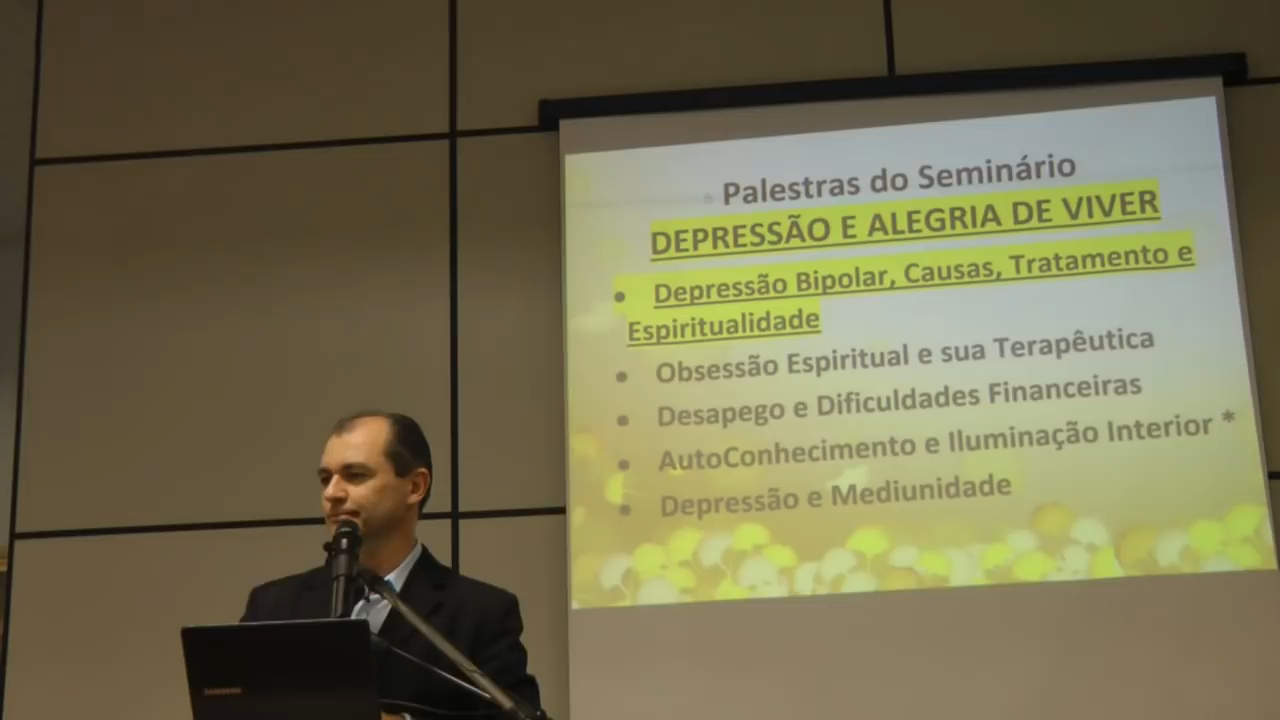 Palestras do Seminário
DEPRESSÃO E ALEGRIA DE VIVER
• Depressão Bipolar, Causas, Tratamento e
Espiritualidade
• Obsessão Espiritual e sua Terapêutica
• Desapego e Dificuldades Financeiras
• AutoConhecimento e Iluminação Interior *
• Depressão e Mediunidade